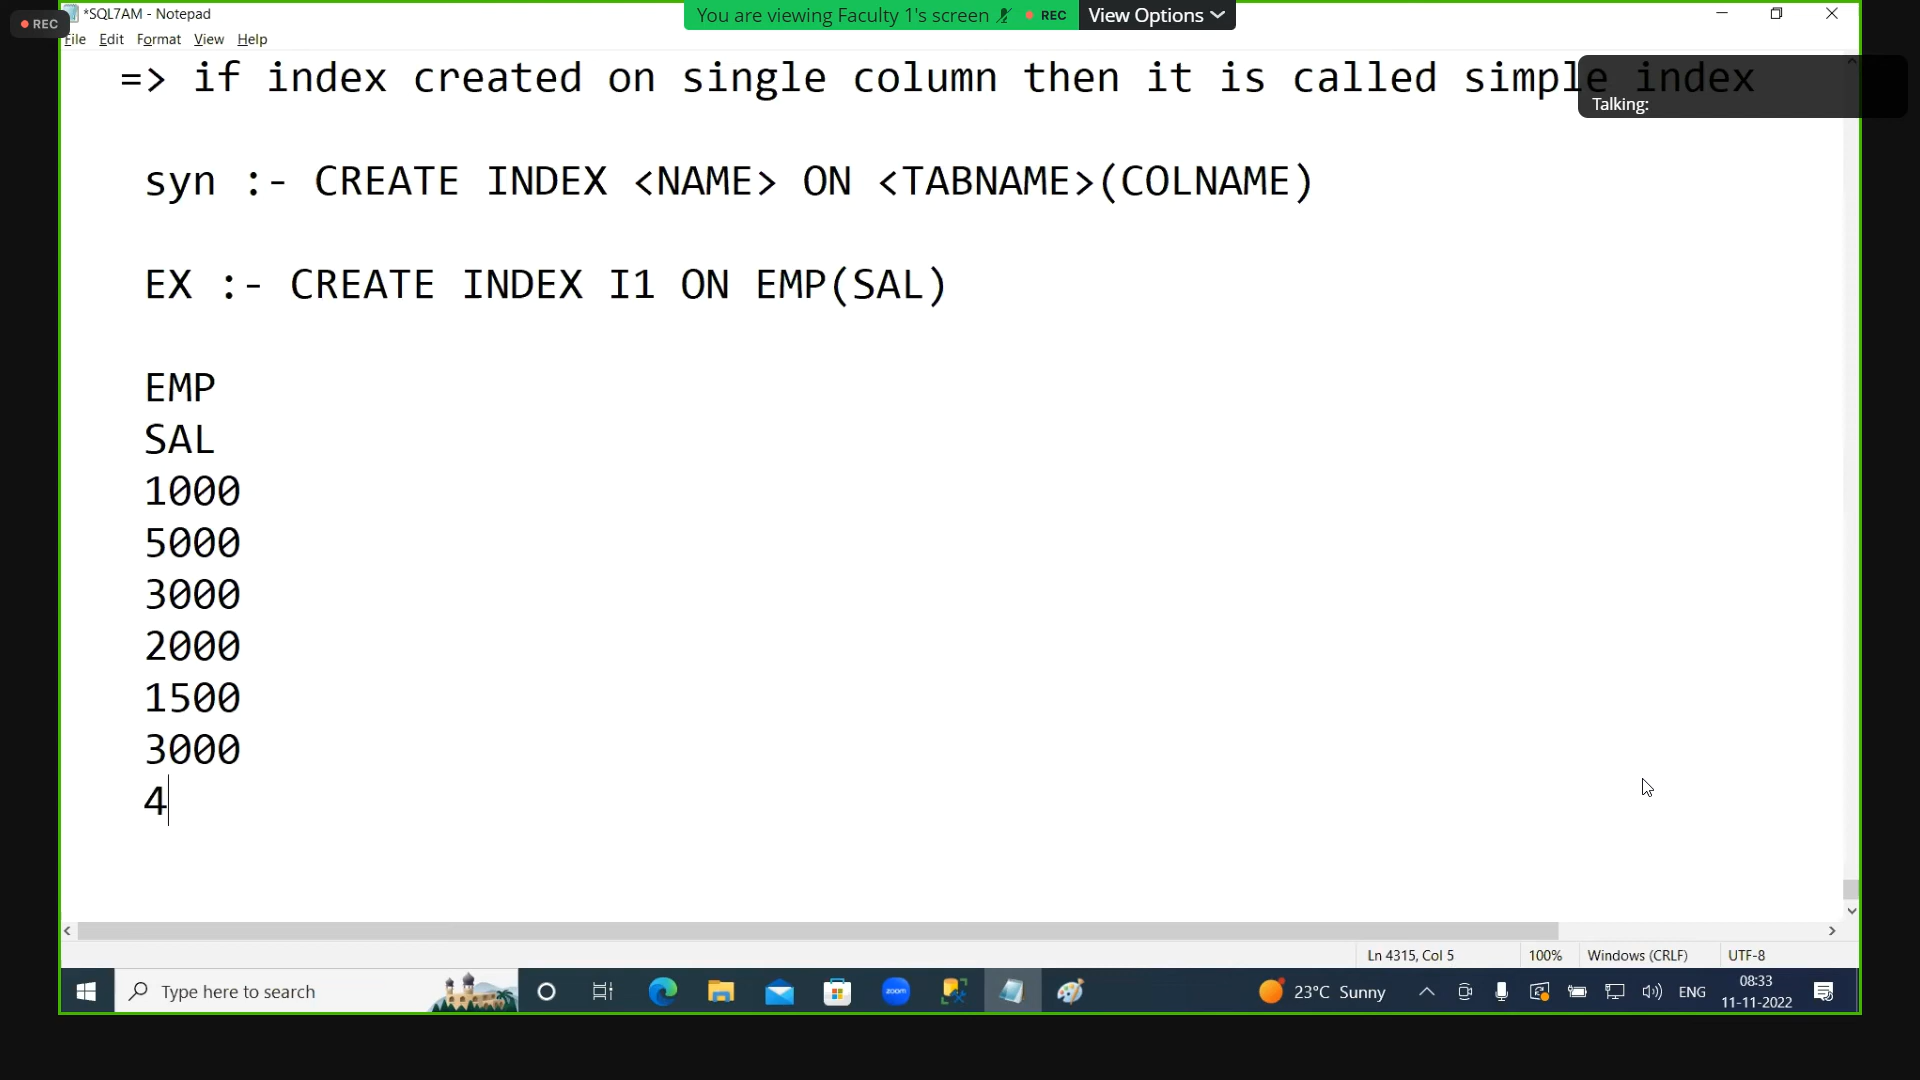 REC
*SQL7AM - Notepad
You are viewing Faculty 1's screen
REC
View Options
File Edit Format View Help
=> if index created on single column then it is called simple index
Talking:
syn :- CREATE INDEX <NAME> ON <TABNAME>(COLNAME)
EX :- CREATE INDEX I1 ON EMP(SAL)
EMP
SAL
1000
5000
3000
2000
1500
3000
4
Ln 4315, Col 5
100%
Windows (CRLF)
UTF-8
Type here to search
zoom
23°C Sunny
ENG
08:33
11-11-2022